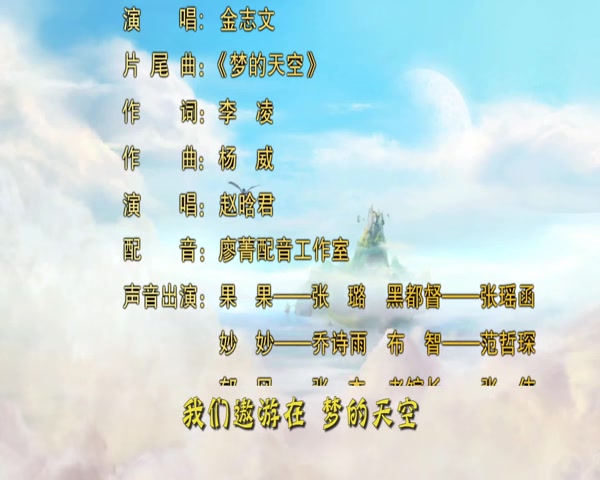 演 唱：金志文
片 尾 曲：《梦的天空》
作 词：李 凌
作 曲：杨 威
演 唱：赵晗君
配 音：廖菁配音工作室
声音出演：果 果——张 璐 黑都督——张瑶函
妙 妙——乔诗雨 布 智——范哲琛
我们遨游在 梦的天空